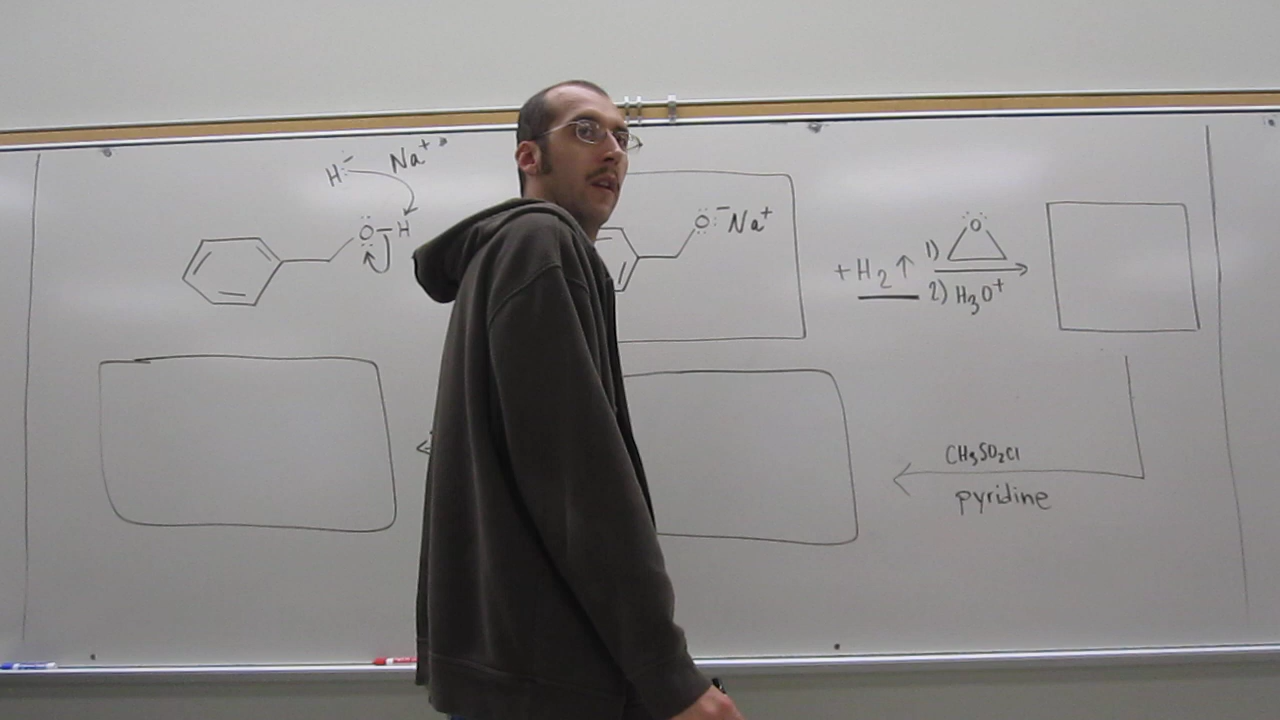 H:⁻ Na⁺
:Ö–H
:Ö:⁻ Na⁺
+ H₂ ↑
1) Ö
2) H₃O⁺
CH₃SO₂Cl
pyridine